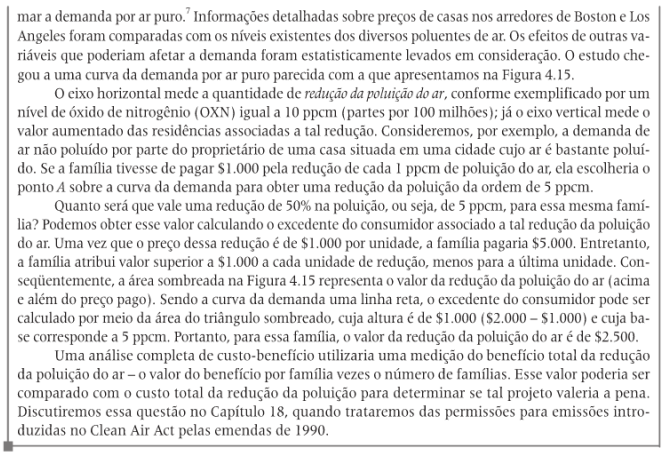 mar a demanda por ar puro.⁷ Informações detalhadas sobre preços de casas nos arredores de Boston e Los
Angeles foram comparadas com os níveis existentes dos diversos poluentes de ar. Os efeitos de outras va-
riáveis que poderiam afetar a demanda foram estatisticamente levados em consideração. O estudo che-
gou a uma curva da demanda por ar puro parecida com a que apresentamos na Figura 4.15.
O eixo horizontal mede a quantidade de redução da poluição do ar, conforme exemplificado por um
nível de óxido de nitrogênio (OXN) igual a 10 ppcm (partes por 100 milhões); já o eixo vertical mede o
valor aumentado das residências associadas a tal redução. Consideremos, por exemplo, a demanda de
ar não poluído por parte do proprietário de uma casa situada em uma cidade cujo ar é bastante poluí-
do. Se a família tivesse de pagar $1.000 pela redução de cada 1 ppcm de poluição do ar, ela escolheria o
ponto A sobre a curva da demanda para obter uma redução da poluição da ordem de 5 ppcm.
Quanto será que vale uma redução de 50% na poluição, ou seja, de 5 ppcm, para essa mesma famí-
lia? Podemos obter esse valor calculando o excedente do consumidor associado a tal redução da poluição
do ar. Uma vez que o preço dessa redução é de $1.000 por unidade, a família pagaria $5.000. Entretanto,
a família atribui valor superior a $1.000 a cada unidade de redução, menos para a última unidade. Con-
seqüentemente, a área sombreada na Figura 4.15 representa o valor da redução da poluição do ar (acima
e além do preço pago). Sendo a curva da demanda uma linha reta, o excedente do consumidor pode ser
calculado por meio da área do triângulo sombreado, cuja altura é de $1.000 ($2.000 – $1.000) e cuja ba-
se corresponde a 5 ppcm. Portanto, para essa família, o valor da redução da poluição do ar é de $2.500.
Uma análise completa de custo-benefício utilizaria uma medição do benefício total da redução
da poluição do ar – o valor do benefício por família vezes o número de famílias. Esse valor poderia ser
comparado com o custo total da redução da poluição para determinar se tal projeto valeria a pena.
Discutiremos essa questão no Capítulo 18, quando trataremos das permissões para emissões intro-
duzidas no Clean Air Act pelas emendas de 1990.